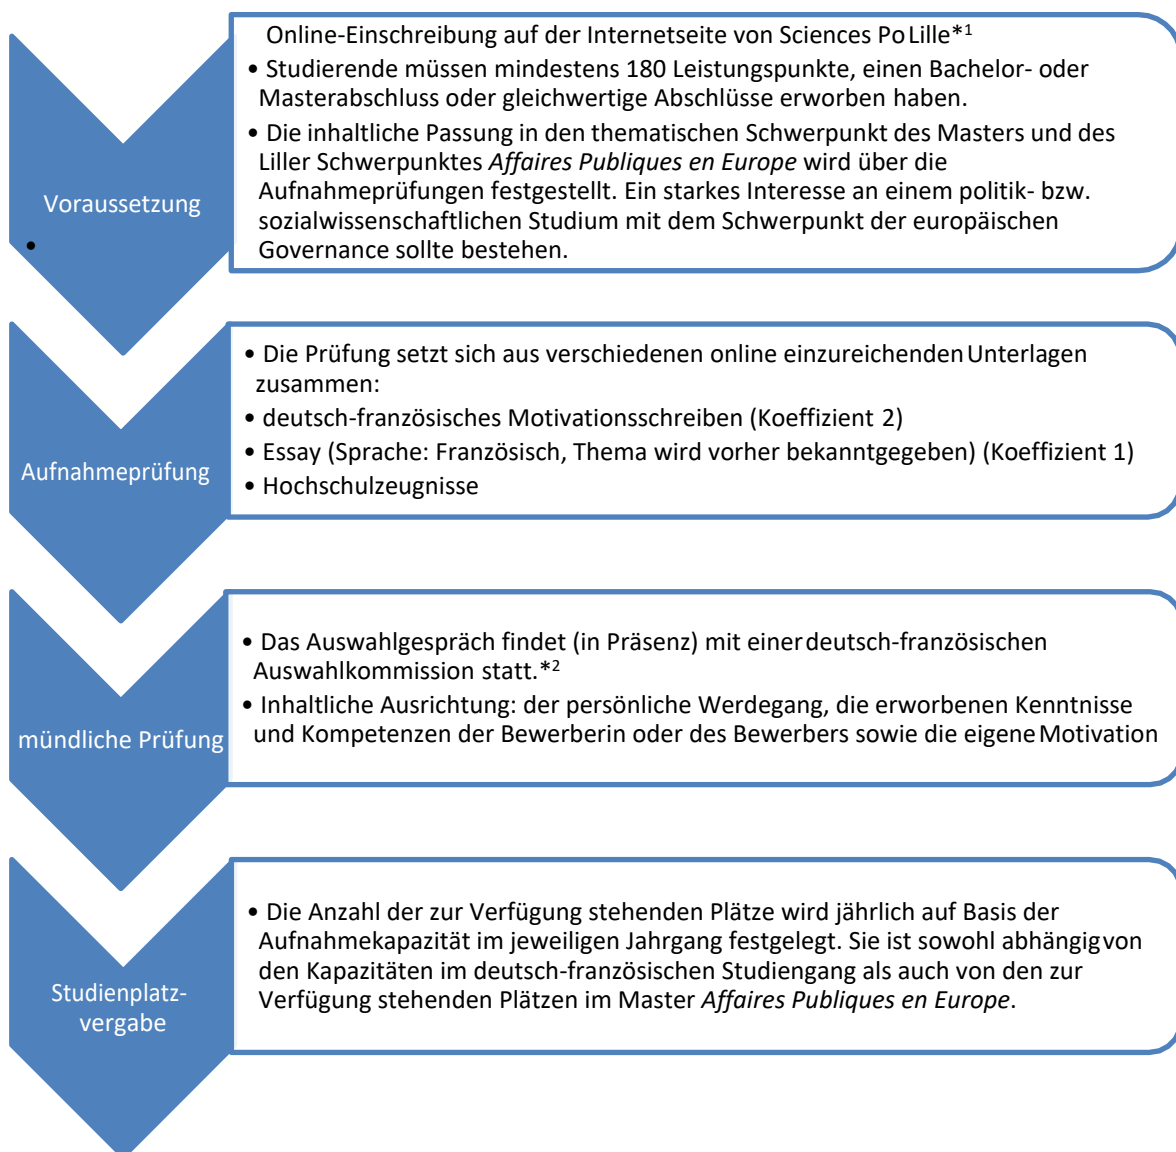 Voraussetzung
•
Online-Einschreibung auf der Internetseite von Sciences Po Lille*1
• Studierende müssen mindestens 180 Leistungspunkte, einen Bachelor- oder
Masterabschluss oder gleichwertige Abschlüsse erworben haben.
• Die inhaltliche Passung in den thematischen Schwerpunkt des Masters und des
Liller Schwerpunktes Affaires Publiques en Europe wird über die
Aufnahmeprüfungen festgestellt. Ein starkes Interesse an einem politik- bzw.
sozialwissenschaftlichen Studium mit dem Schwerpunkt der europäischen
Governance sollte bestehen.
Aufnahmeprüfung
• Die Prüfung setzt sich aus verschiedenen online einzureichenden Unterlagen
zusammen:
• deutsch-französisches Motivationsschreiben (Koeffizient 2)
• Essay (Sprache: Französisch, Thema wird vorher bekanntgegeben) (Koeffizient 1)
• Hochschulzeugnisse
mündliche Prüfung
• Das Auswahlgespräch findet (in Präsenz) mit einer deutsch-französischen
Auswahlkommission statt.*2
• Inhaltliche Ausrichtung: der persönliche Werdegang, die erworbenen Kenntnisse
und Kompetenzen der Bewerberin oder des Bewerbers sowie die eigene Motivation
Studienplatz-
vergabe
• Die Anzahl der zur Verfügung stehenden Plätze wird jährlich auf Basis der
Aufnahmekapazität im jeweiligen Jahrgang festgelegt. Sie ist sowohl abhängig von
den Kapazitäten im deutsch-französischen Studiengang als auch von den zur
Verfügung stehenden Plätzen im Master Affaires Publiques en Europe.